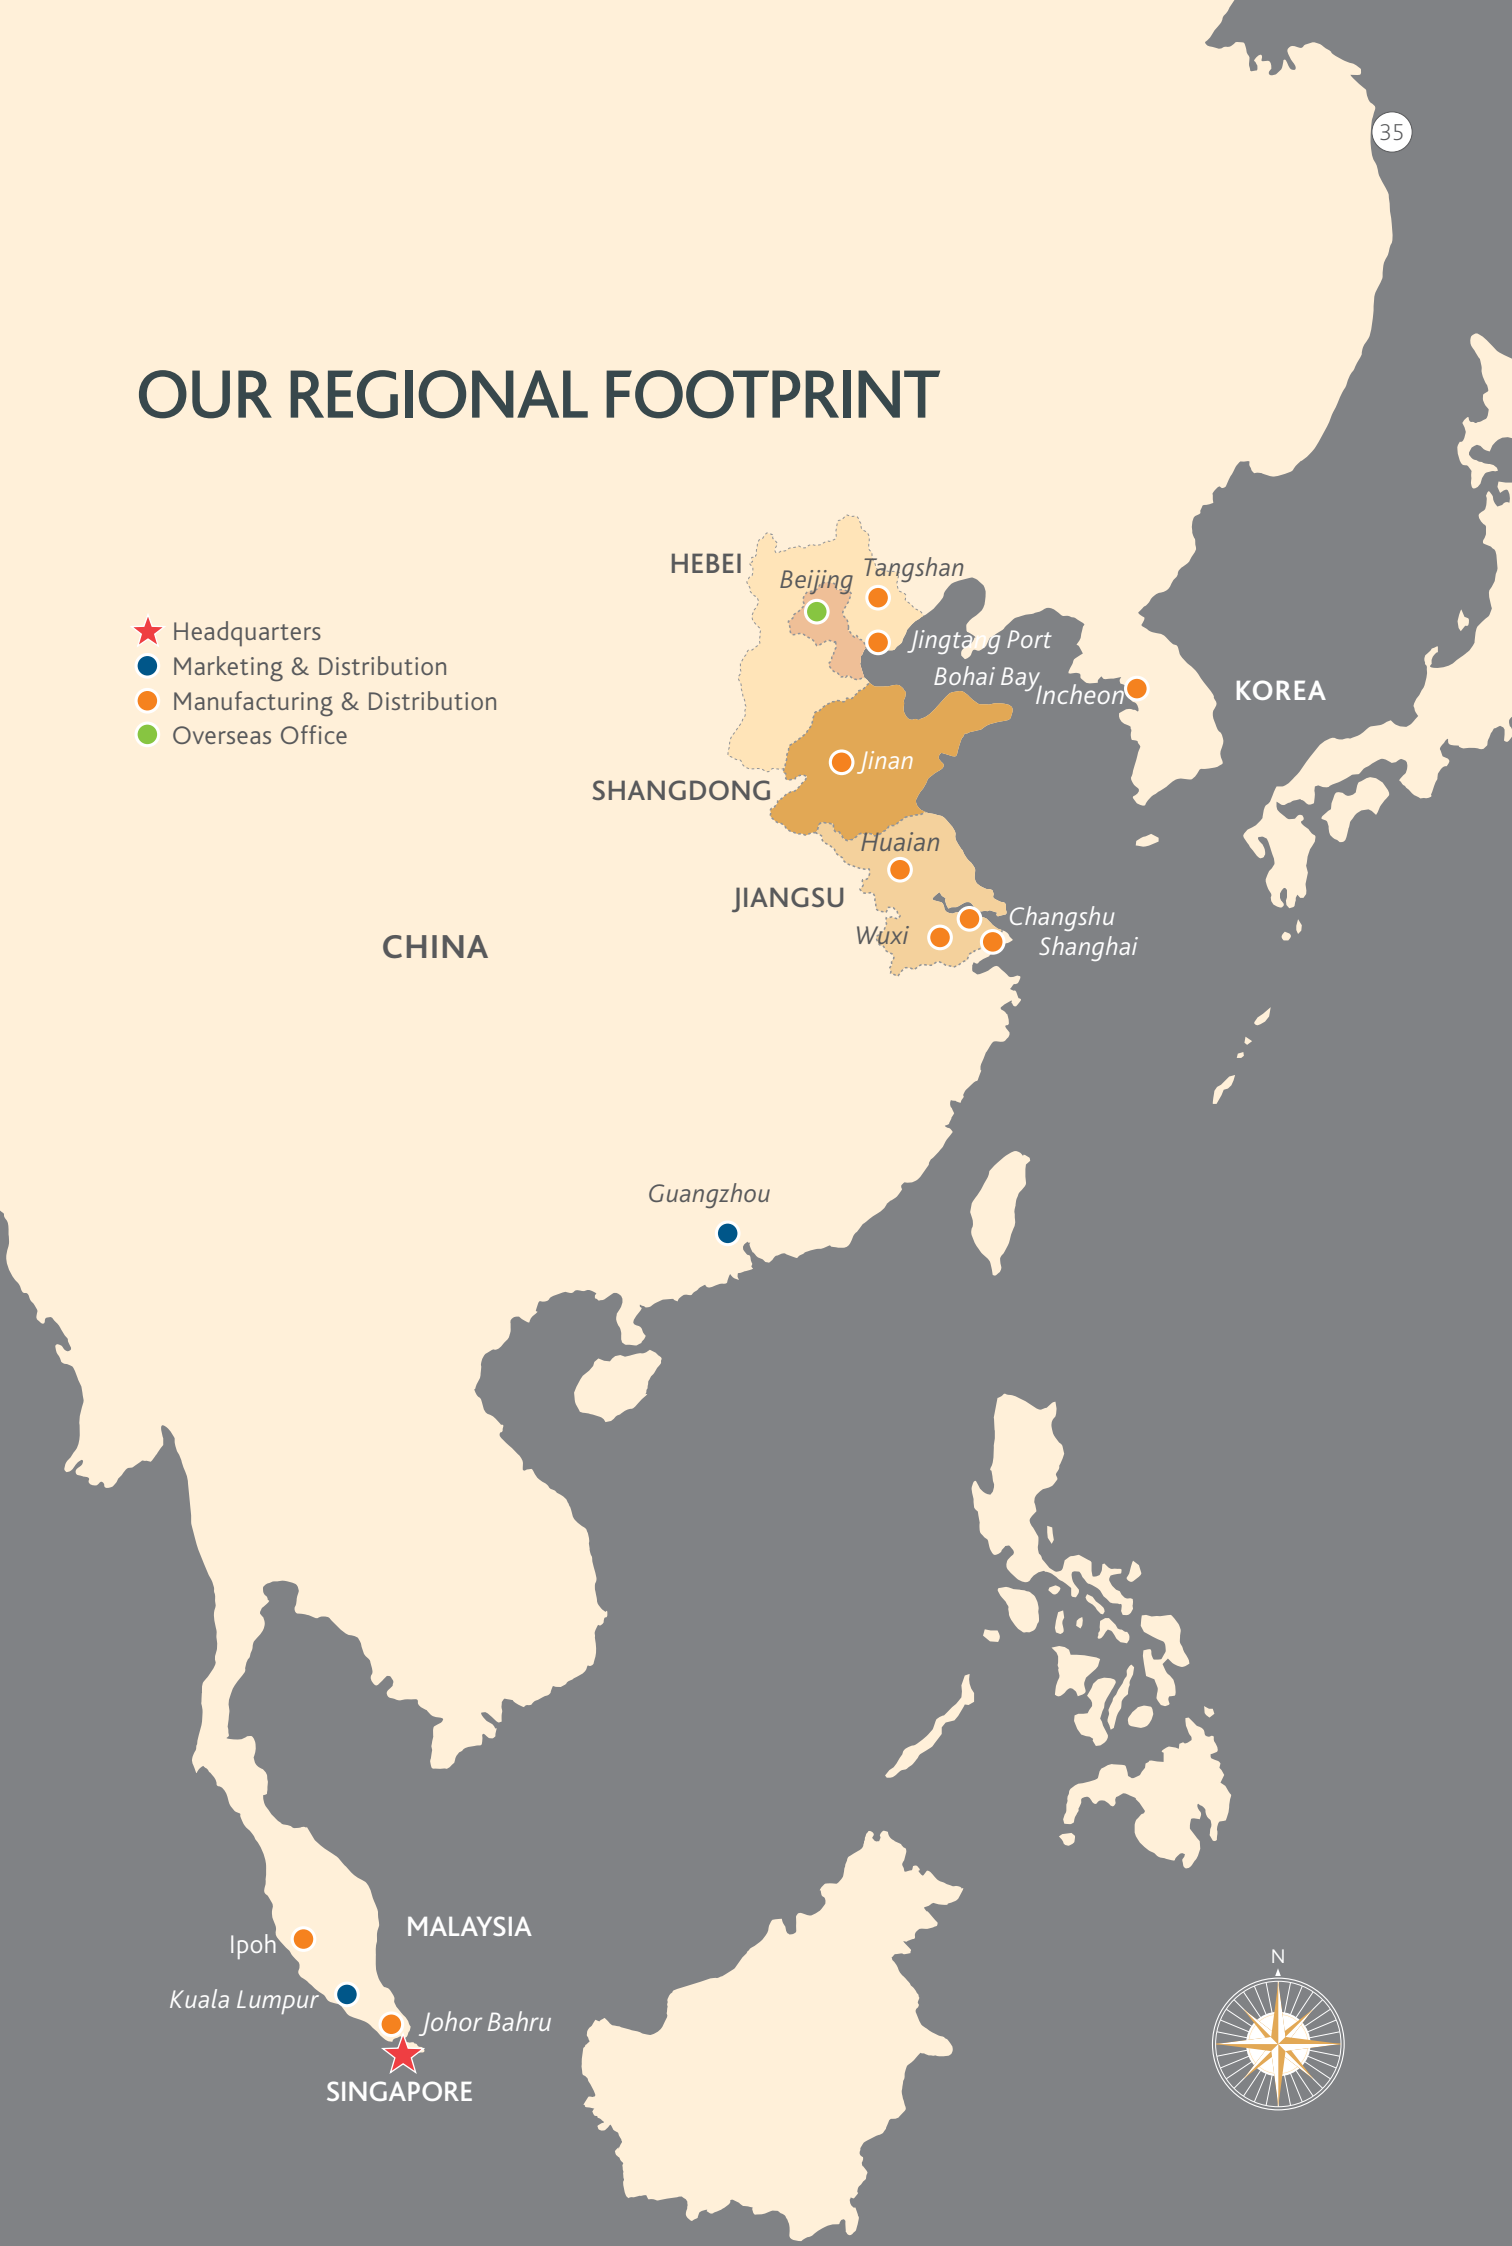 35
OUR REGIONAL FOOTPRINT
HEBEI
Tangshan
Beijing
Headquarters
Marketing & Distribution
Manufacturing & Distribution
Overseas Office
Jingtang Port
Bohai Bay
Incheon
KOREA
Jinan
SHANGDONG
Huaian
JIANGSU
Changshu
Wuxi
Shanghai
CHINA
Guangzhou
MALAYSIA
Ipoh
Kuala Lumpur
Johor Bahru
SINGAPORE
N